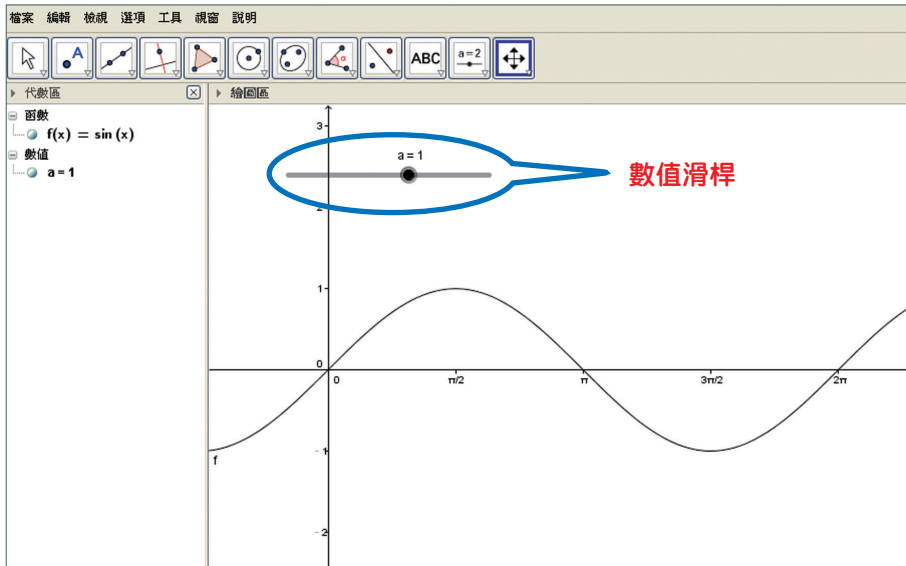 檔案 編輯 檢視 選項 工具 視窗 說明
A α ABC a=2
代數區
繪圖區
函數
f(x) = sin (x)
數值
a = 1
3
a = 1
數值滑桿
2
1
0
0 π/2 π 3π/2 2π
-1
f
-2